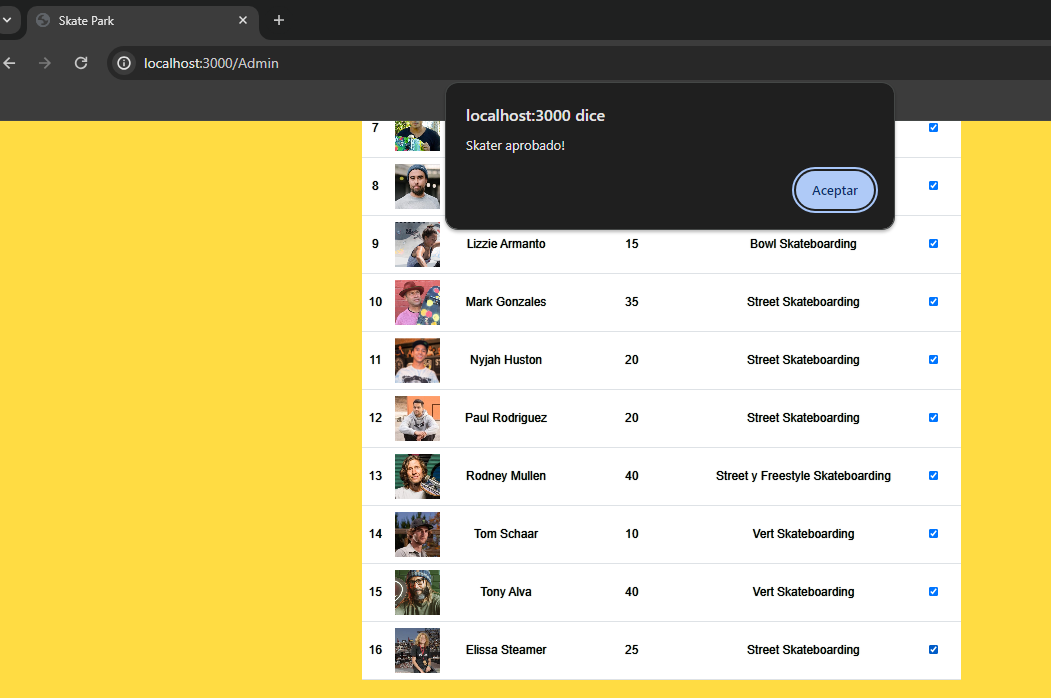 Skate Park
localhost:3000/Admin
localhost:3000 dice
Skater aprobado!
Aceptar
7
8
9 Lizzie Armanto 15 Bowl Skateboarding
10 Mark Gonzales 35 Street Skateboarding
11 Nyjah Huston 20 Street Skateboarding
12 Paul Rodriguez 20 Street Skateboarding
13 Rodney Mullen 40 Street y Freestyle Skateboarding
14 Tom Schaar 10 Vert Skateboarding
15 Tony Alva 40 Vert Skateboarding
16 Elissa Steamer 25 Street Skateboarding